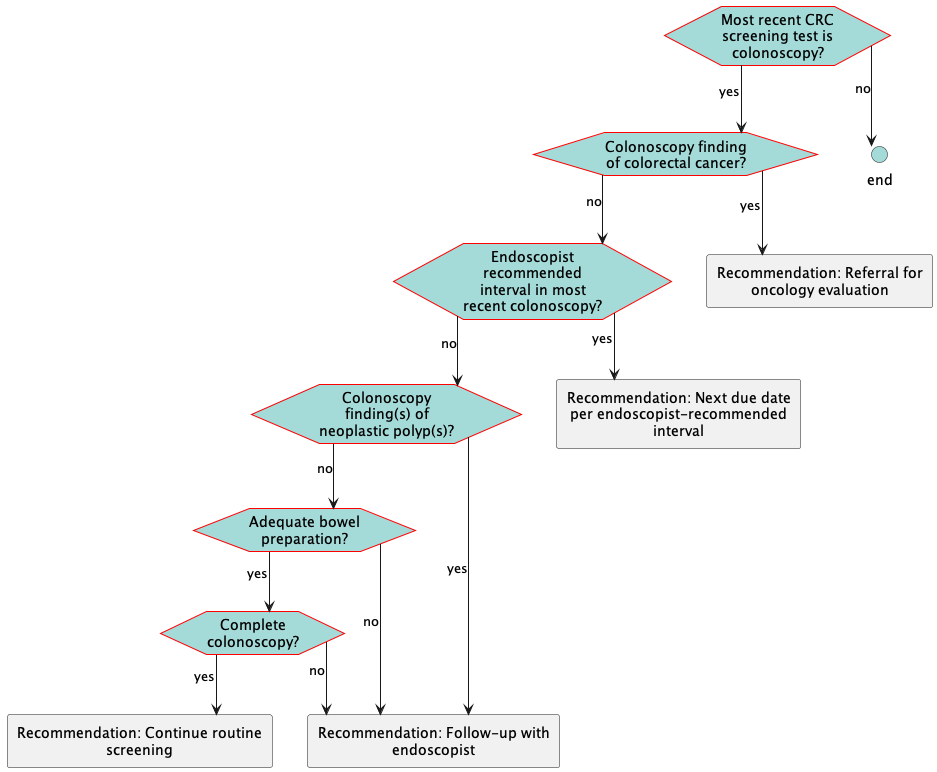 Most recent CRC
screening test is
colonoscopy?
yes
no
Colonoscopy finding
of colorectal cancer?
end
no
yes
Endoscopist
recommended
interval in most
recent colonoscopy?
Recommendation: Referral for
oncology evaluation
no
yes
Colonoscopy
finding(s) of
neoplastic polyp(s)?
Recommendation: Next due date
per endoscopist-recommended
interval
no
yes
Adequate bowel
preparation?
yes
no
Complete
colonoscopy?
yes
no
Recommendation: Continue routine
screening
Recommendation: Follow-up with
endoscopist